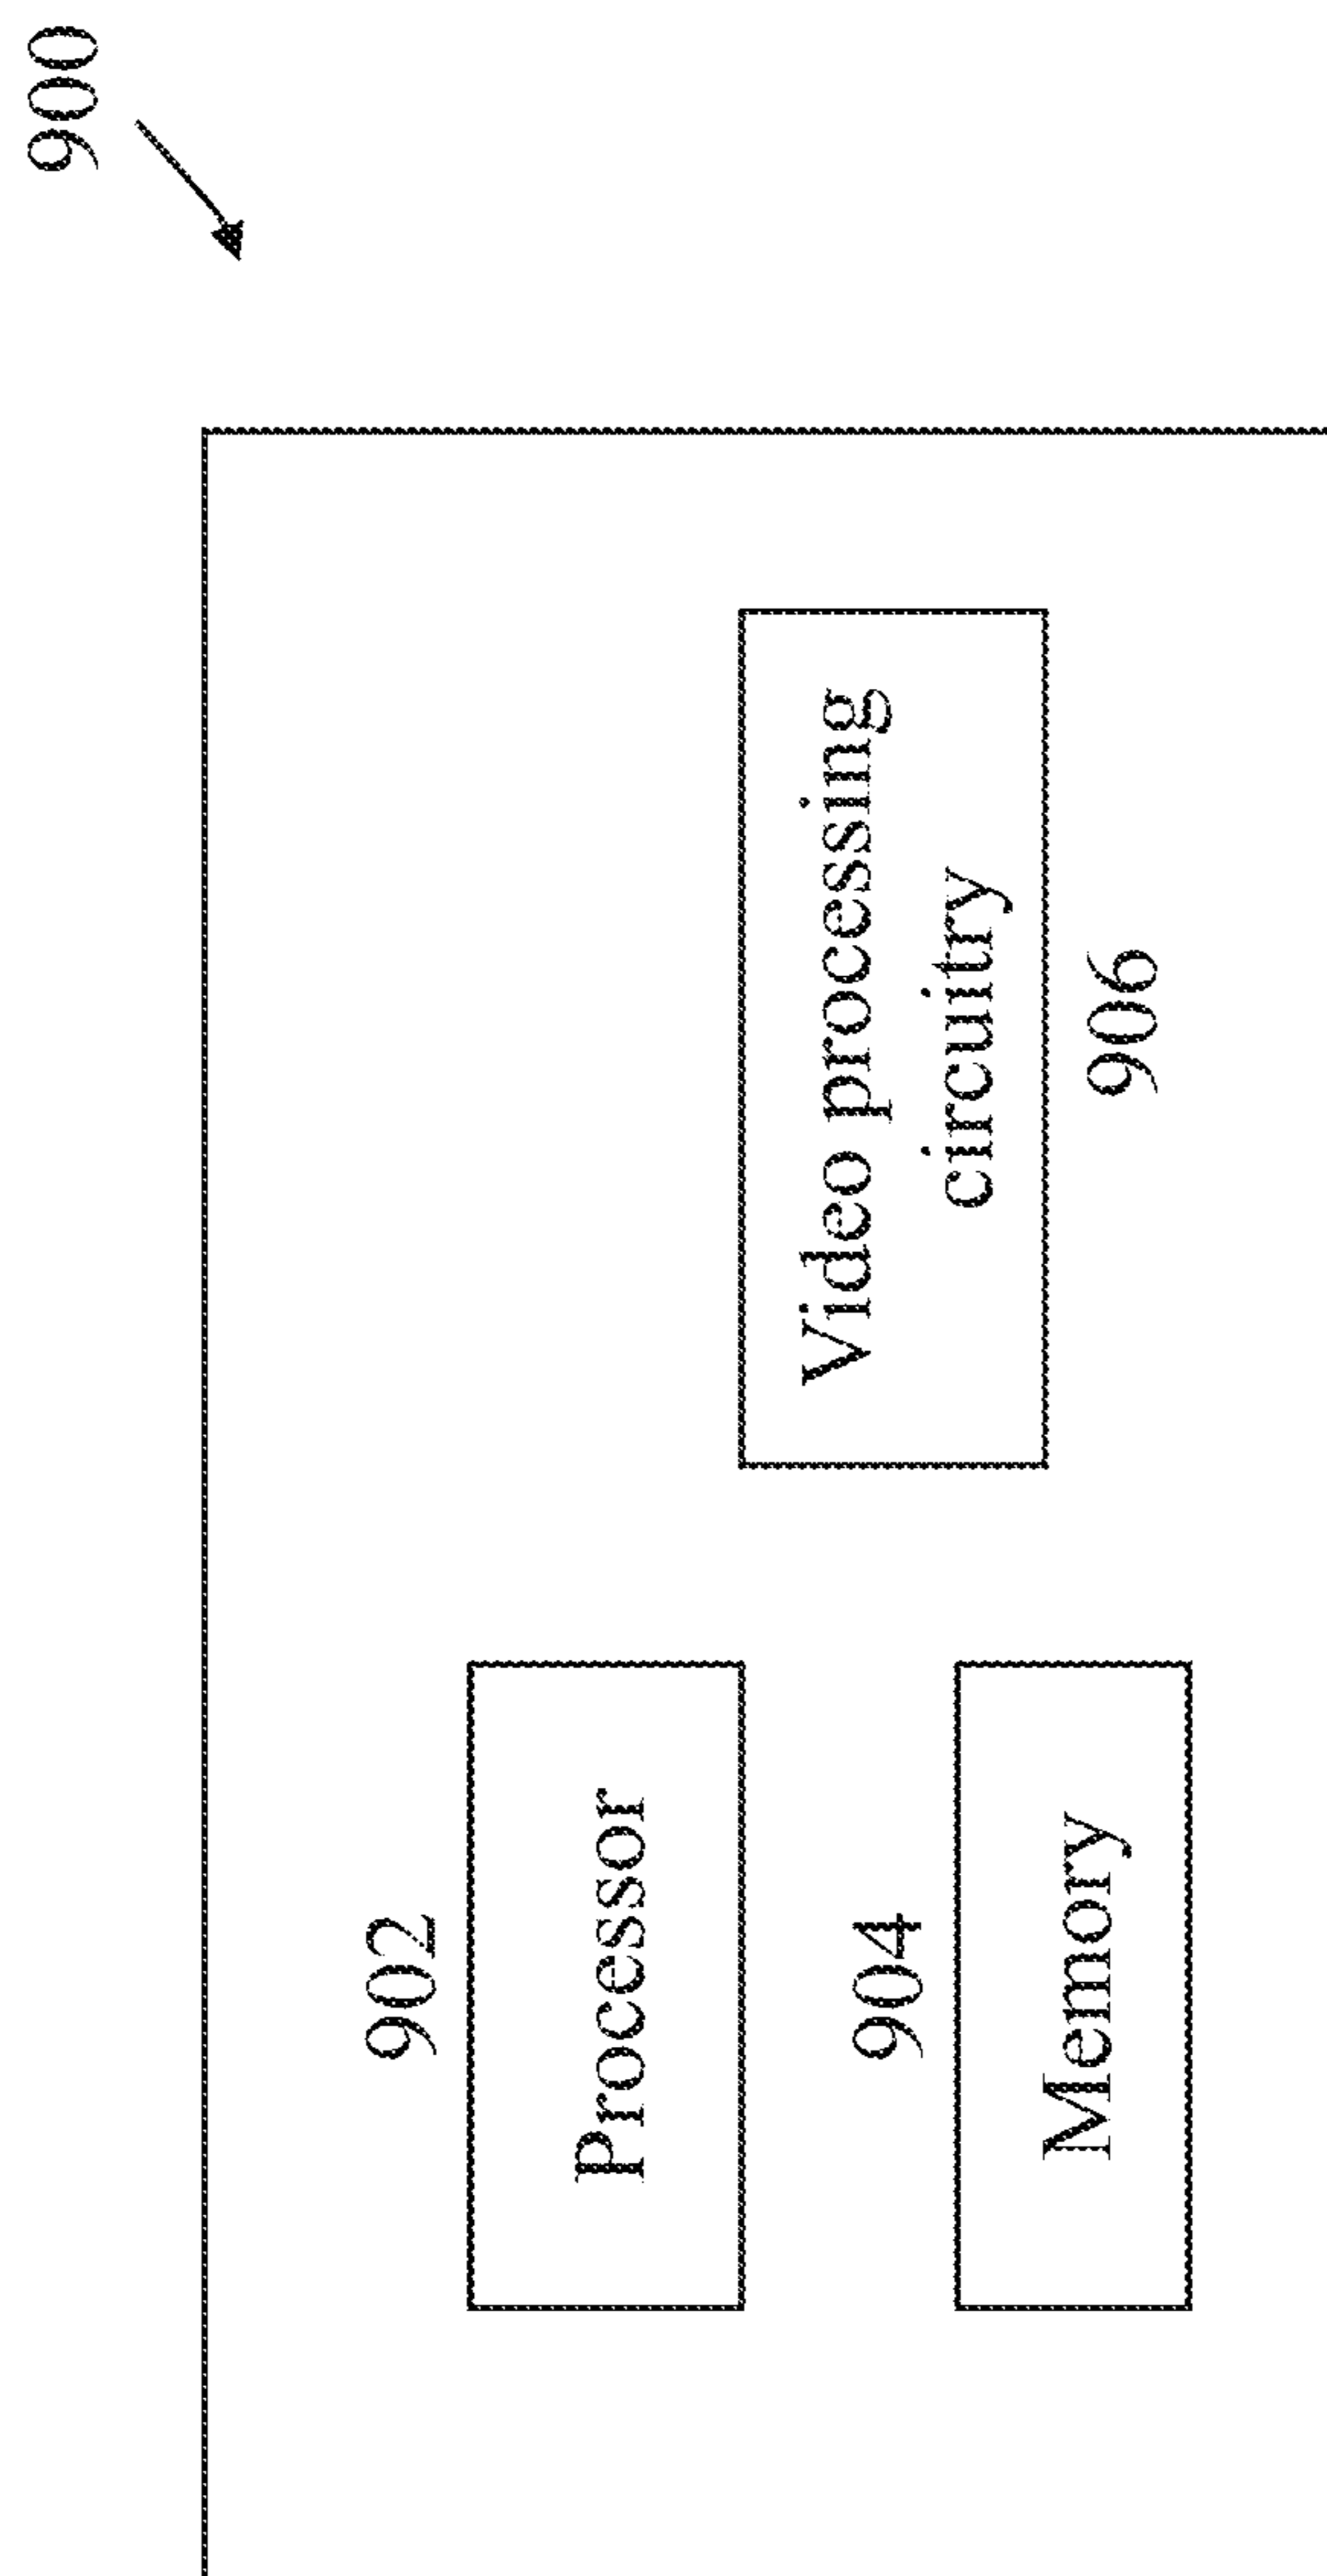 900
902
Processor
904
Memory
Video processing
circuitry
906